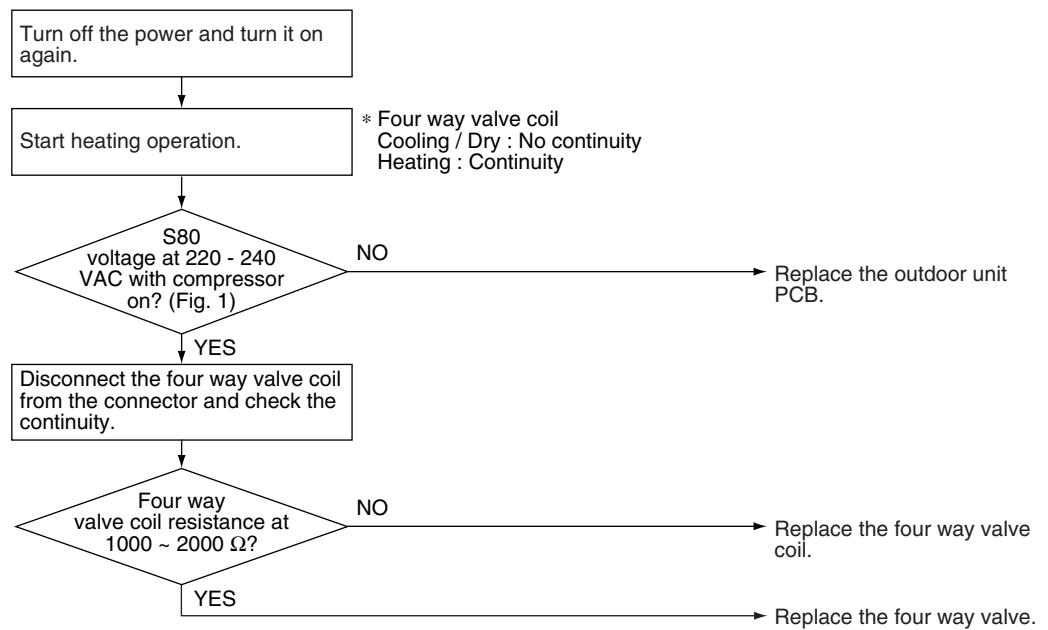 Turn off the power and turn it on
again.
Start heating operation.
* Four way valve coil
Cooling / Dry : No continuity
Heating : Continuity
S80
voltage at 220 - 240
VAC with compressor
on? (Fig. 1)
NO
Replace the outdoor unit
PCB.
YES
Disconnect the four way valve coil
from the connector and check the
continuity.
Four way
valve coil resistance at
1000 ~ 2000 Ω?
NO
Replace the four way valve
coil.
YES
Replace the four way valve.